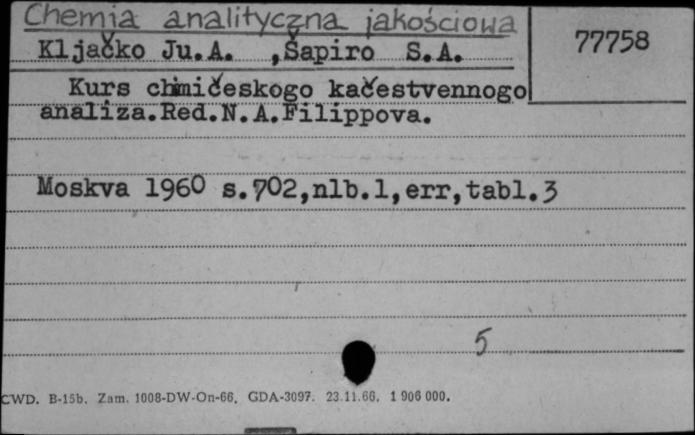 Chemia analityczna jakościowa
77758
Kljačko Ju.A. ,Šapiro S.A.
Kurs chmičeskogo kačestvennogo
analiza.Red.N.A.Filippova.
Moskva 1960 s.702,nlb.1,err,tabl.3
5
CWD. B-15b. Zam. 1008-DW-On-66. GDA-3097. 23.11.66. 1 906 000.